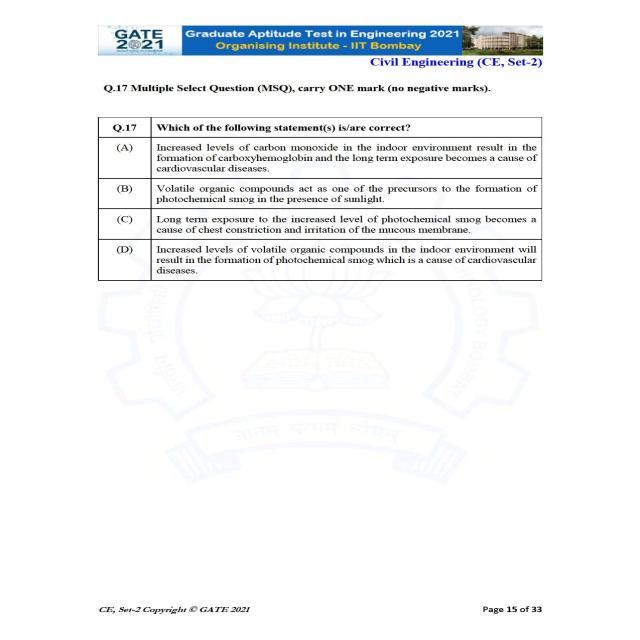 GATE
2021
Graduate Aptitude Test in Engineering 2021
Organising Institute - IIT Bombay
Civil Engineering (CE, Set-2)
Q.17 Multiple Select Question (MSQ), carry ONE mark (no negative marks).
Q.17 Which of the following statement(s) is/are correct?
(A) Increased levels of carbon monoxide in the indoor environment result in the
formation of carboxyhemoglobin and the long term exposure becomes a cause of
cardiovascular diseases.
(B) Volatile organic compounds act as one of the precursors to the formation of
photochemical smog in the presence of sunlight.
(C) Long term exposure to the increased level of photochemical smog becomes a
cause of chest constriction and irritation of the mucous membrane.
(D) Increased levels of volatile organic compounds in the indoor environment will
result in the formation of photochemical smog which is a cause of cardiovascular
diseases.
ज्ञानम् परमम् ध्येयम्
CE, Set-2 Copyright © GATE 2021
Page 15 of 33